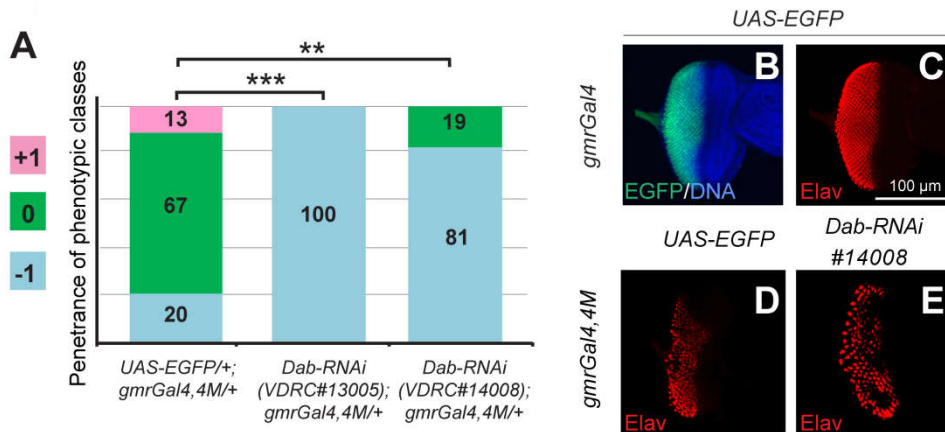 A
**
***
Penetrance of phenotypic classes
+1
0
-1
13
67
20
100
19
81
UAS-EGFP/+;
gmrGal4,4M/+
Dab-RNAi
(VDRC#13005);
gmrGal4,4M/+
Dab-RNAi
(VDRC#14008);
gmrGal4,4M/+
UAS-EGFP
gmrGal4
B
EGFP/DNA
C
Elav
100 µm
UAS-EGFP
Dab-RNAi
#14008
gmrGal4,4M
D
Elav
E
Elav